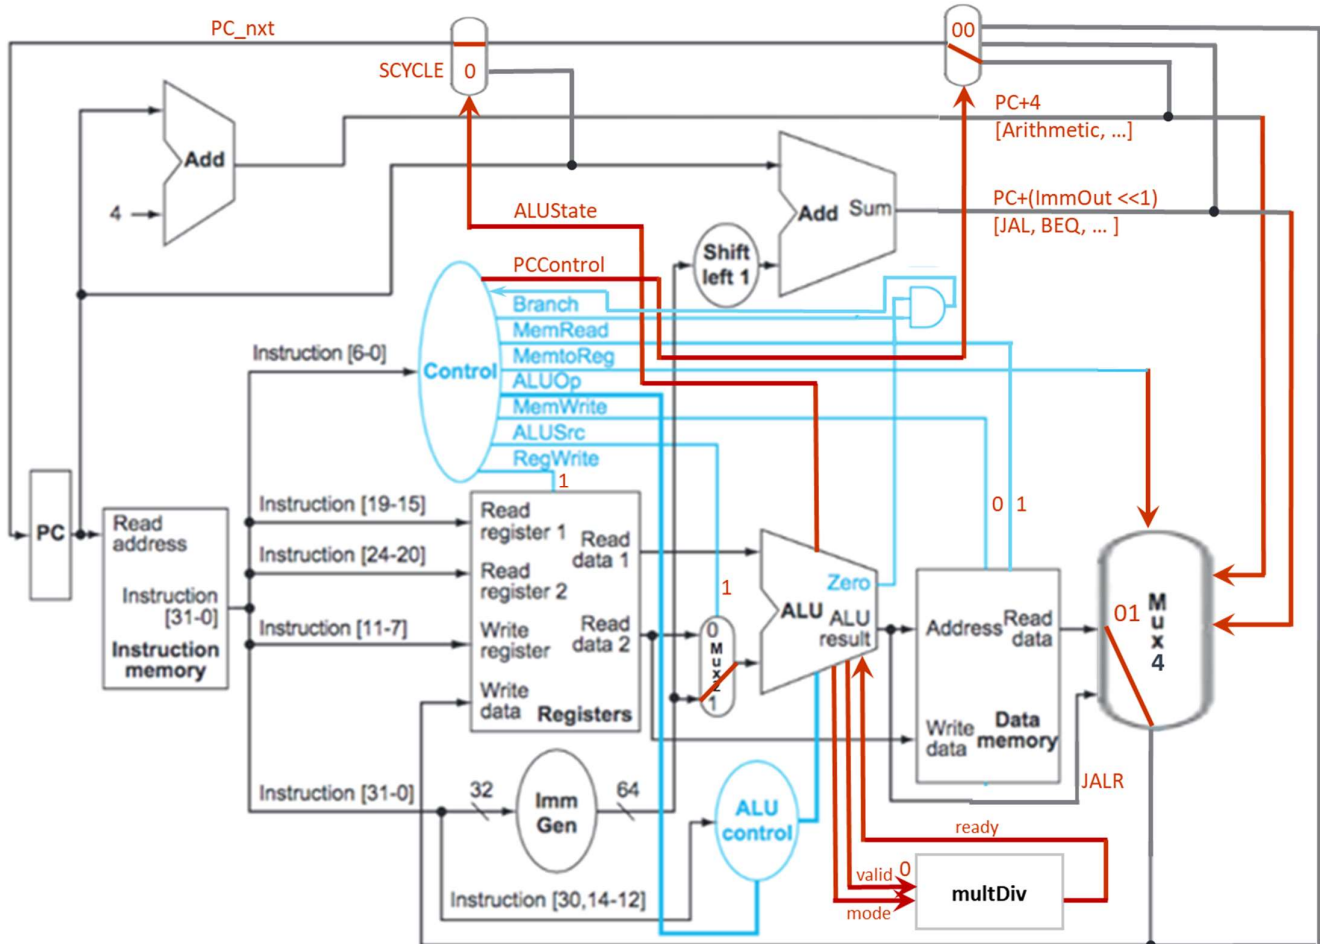 PC_nxt
SCYCLE
0
00
PC+4
[Arithmetic, ...]
Add
4
ALUState
Add
Sum
PC+(ImmOut <<1)
[JAL, BEQ, ... ]
Shift
left 1
PCControl
Branch
MemRead
MemtoReg
ALUOp
MemWrite
ALUSrc
RegWrite
Control
Instruction [6-0]
1
0
1
PC
Read
address
Instruction
[31-0]
Instruction
memory
Instruction [19-15]
Instruction [24-20]
Instruction [11-7]
Instruction [31-0]
Read
register 1
Read
register 2
Write
register
Write
data
Read
data 1
Read
data 2
Registers
1
0
M
u
x
2
1
Zero
ALU
ALU
result
Address
Read
data
Write
data
Data
memory
01
M
u
x
4
JALR
32
Imm
Gen
64
ALU
control
Instruction [30,14-12]
ready
valid
0
mode
multDiv